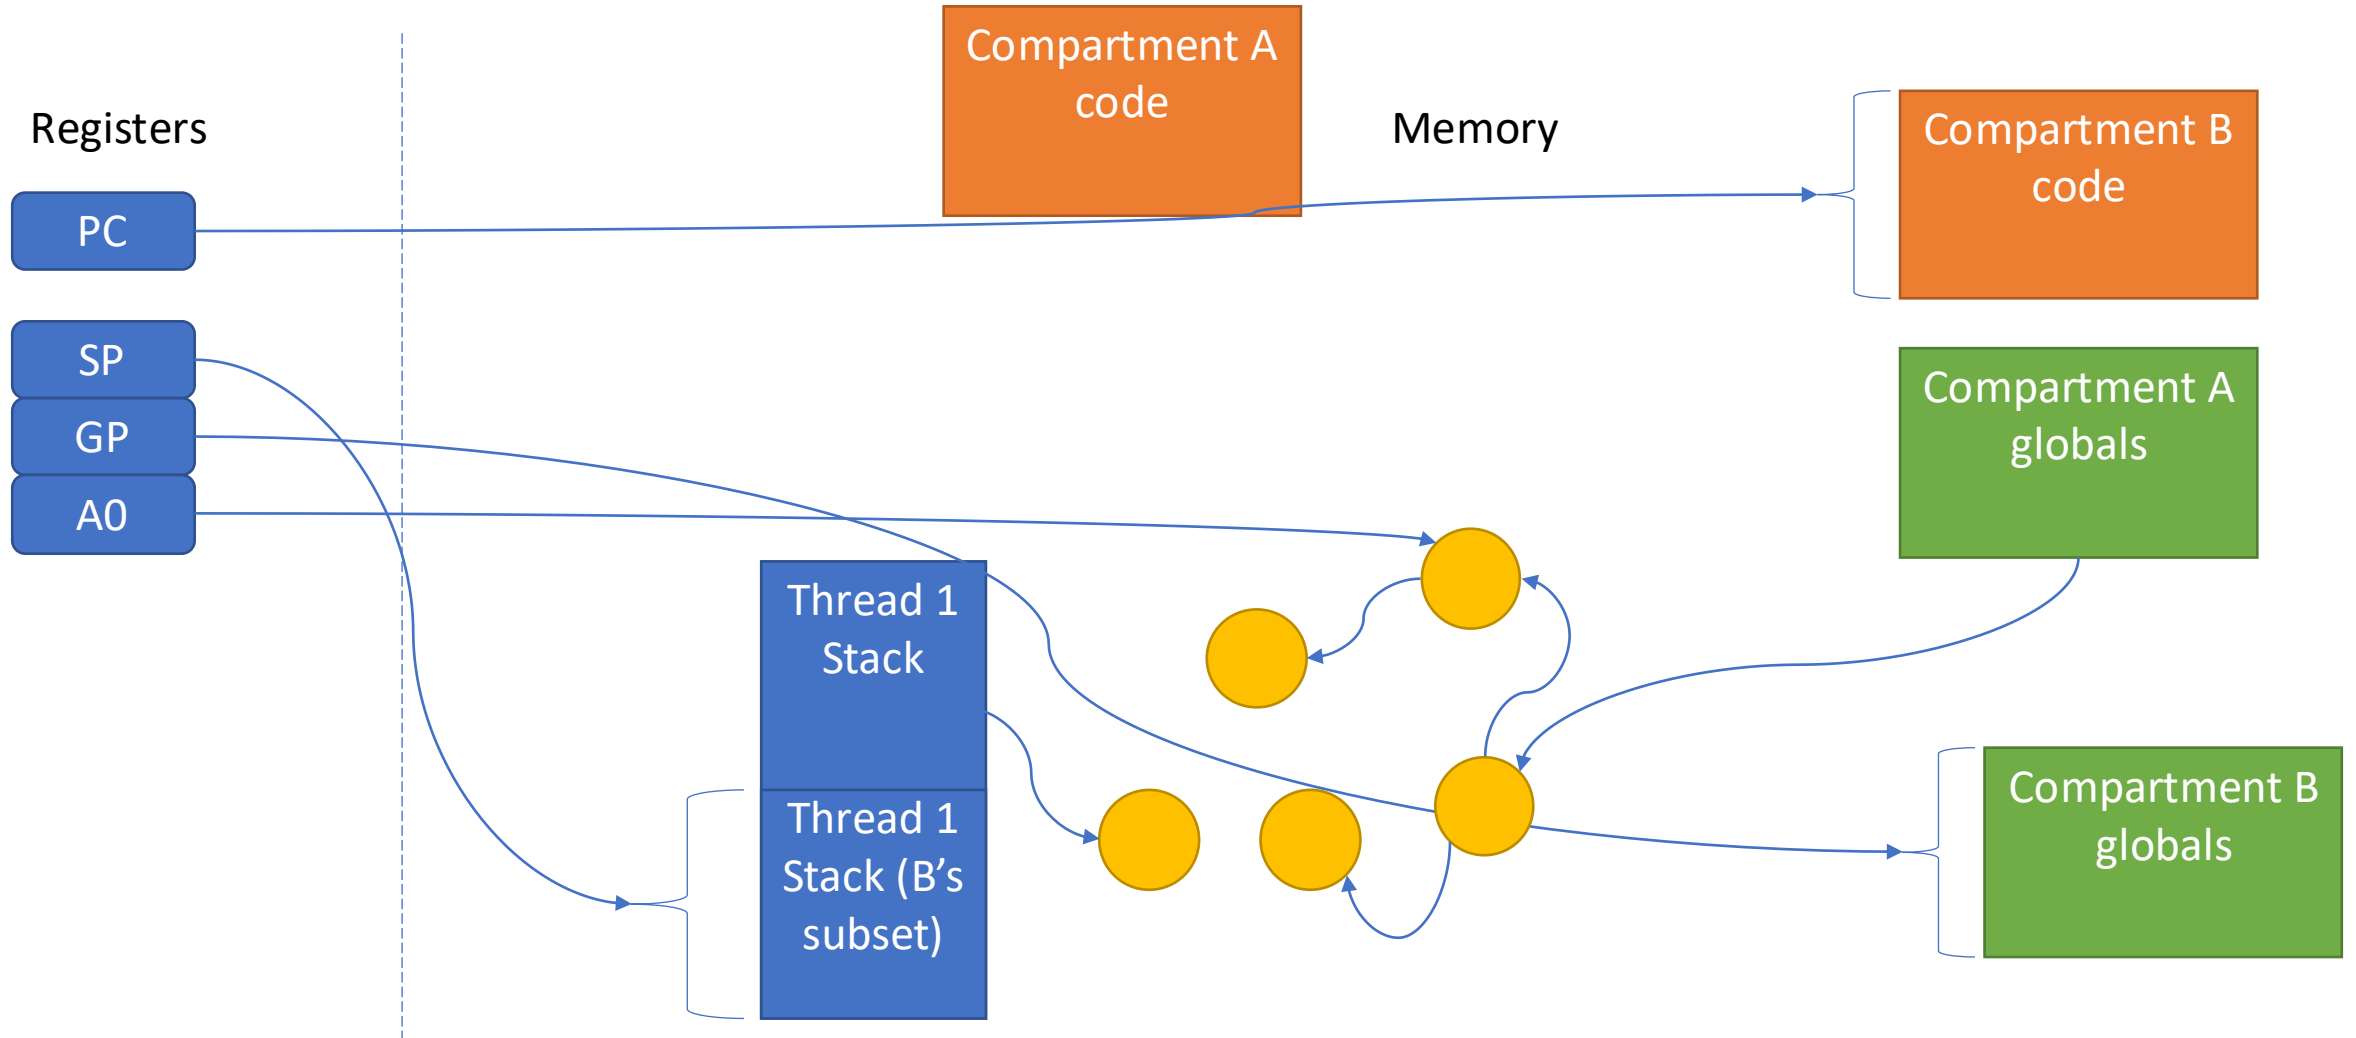 Registers
PC
SP
GP
A0
Compartment A
code
Memory
Compartment B
code
Compartment A
globals
Thread 1
Stack
Thread 1
Stack (B’s
subset)
Compartment B
globals